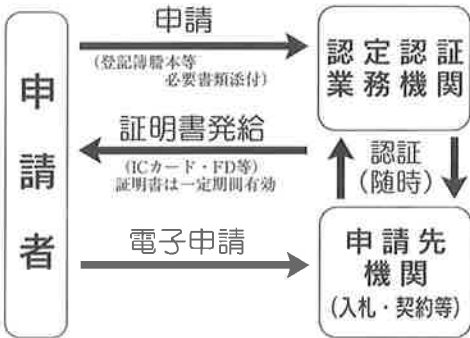 申請者
申請
(登記簿謄本等
必要書類添付)
認定認証
業務機関
証明書発給
(ICカード・FD等)
証明書は一定期間有効
認証
(随時)
電子申請
申請先
機関
(入札・契約等)